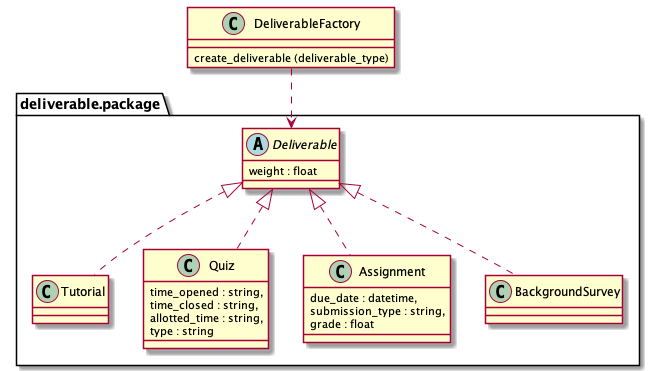 C DeliverableFactory
create_deliverable (deliverable_type)
deliverable.package
A Deliverable
weight : float
C Tutorial
C Quiz
time_opened : string,
time_closed : string,
allotted_time : string,
type : string
C Assignment
due_date : datetime,
submission_type : string,
grade : float
C BackgroundSurvey